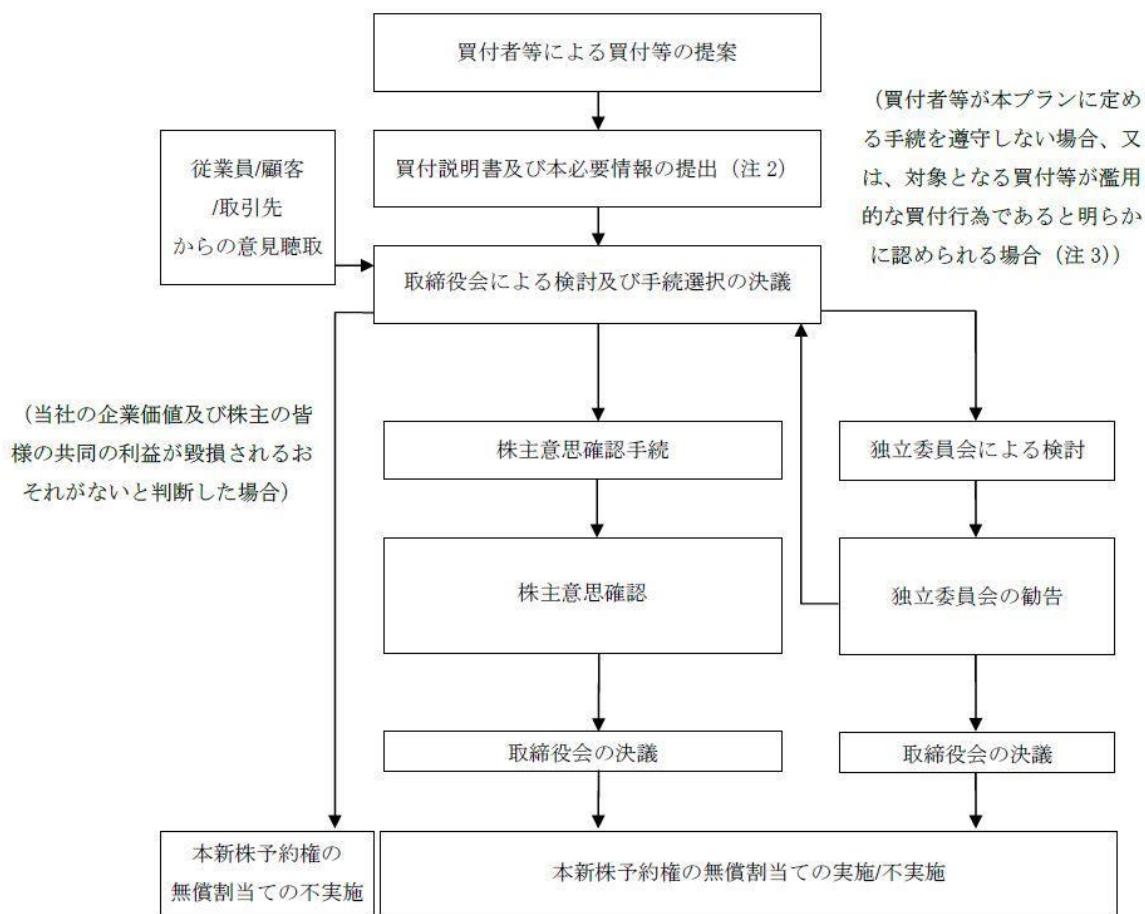 買付者等による買付等の提案
（買付者等が本プランに定め
る手続を遵守しない場合、又
は、対象となる買付等が濫用
的な買付行為であると明らか
に認められる場合（注 3））
従業員/顧客
/取引先
からの意見聴取
買付説明書及び本必要情報の提出（注 2）
取締役会による検討及び手続選択の決議
（当社の企業価値及び株主の皆
様の共同の利益が毀損されるお
それがないと判断した場合）
株主意思確認手続
独立委員会による検討
株主意思確認
独立委員会の勧告
取締役会の決議
取締役会の決議
本新株予約権の
無償割当ての不実施
本新株予約権の無償割当ての実施/不実施